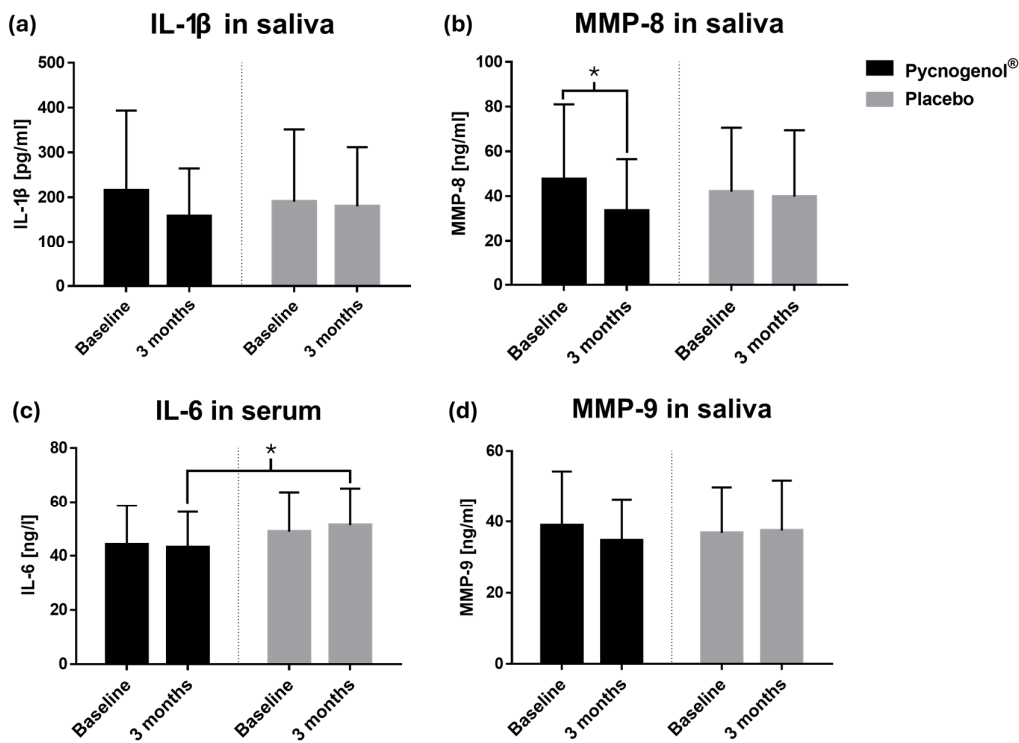 (a)
IL-1β in saliva
IL-1β [pg/ml]
500
400
300
200
100
0
Baseline
3 months
Baseline
3 months
(b)
MMP-8 in saliva
MMP-8 [ng/ml]
100
80
60
40
20
0
*
Baseline
3 months
Baseline
3 months
Pycnogenol®
Placebo
(c)
IL-6 in serum
IL-6 [ng/l]
80
60
40
20
0
*
Baseline
3 months
Baseline
3 months
(d)
MMP-9 in saliva
MMP-9 [ng/ml]
60
40
20
0
Baseline
3 months
Baseline
3 months